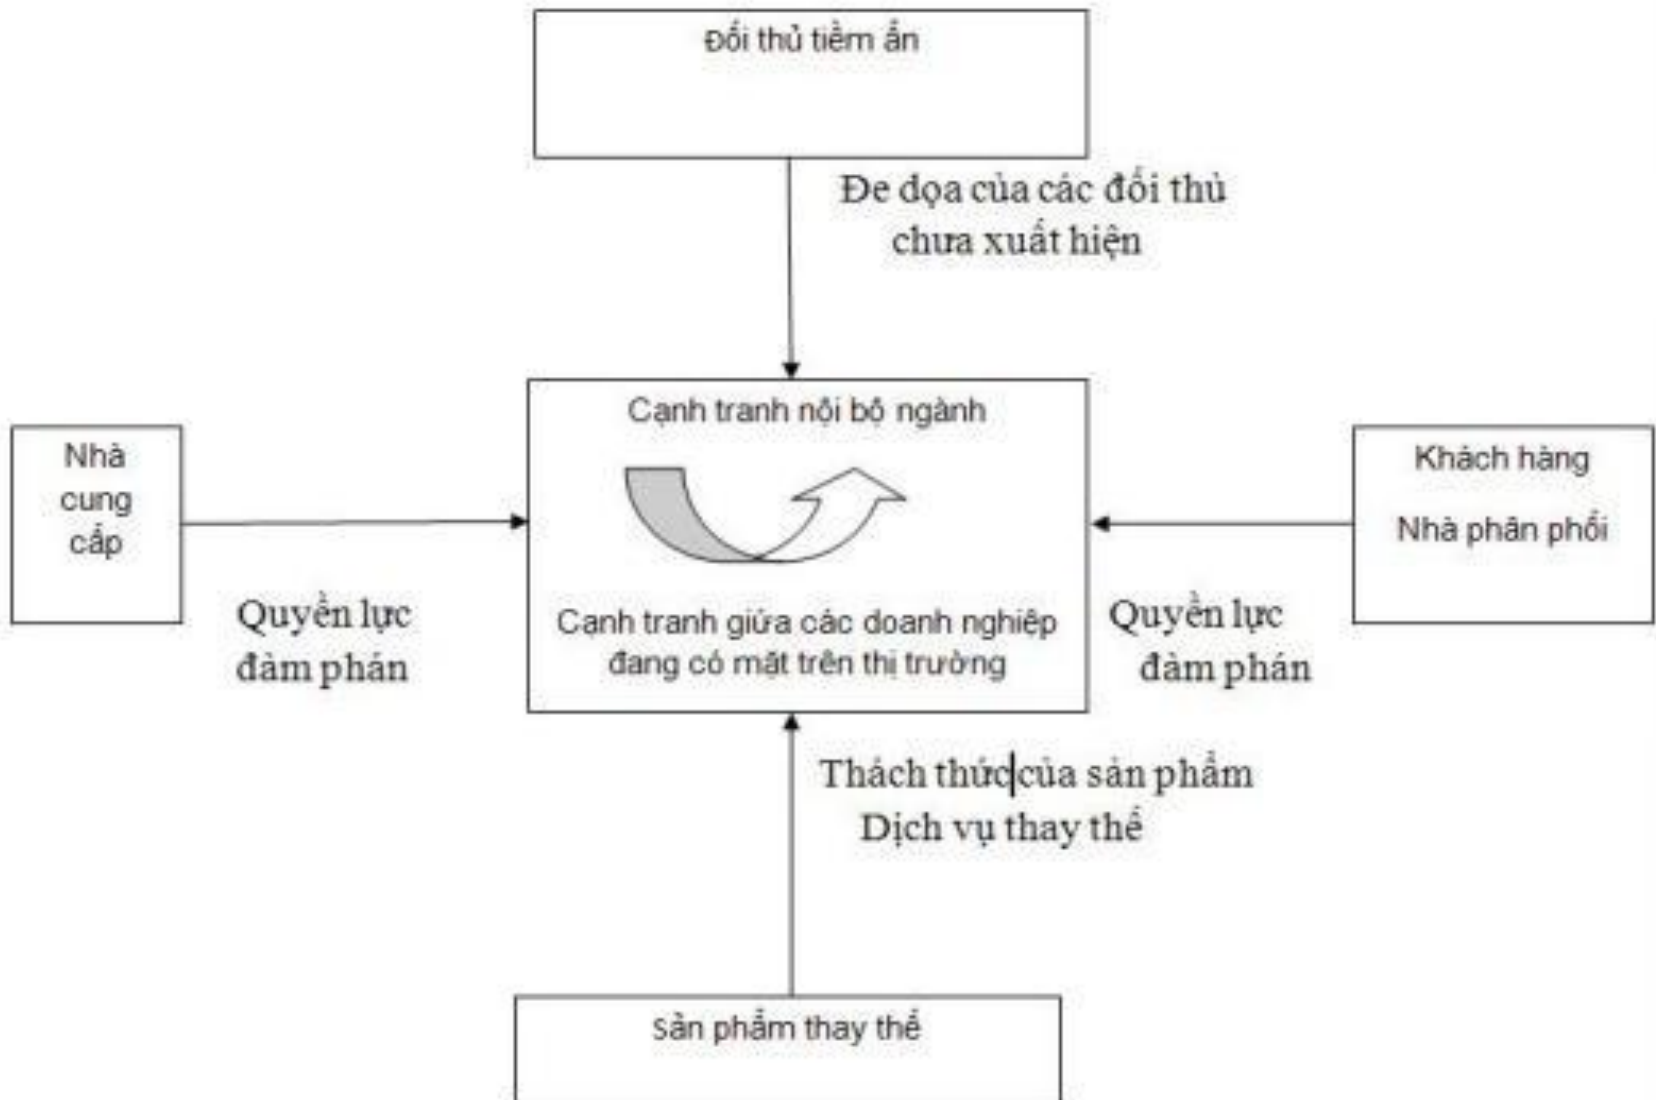 Đối thủ tiềm ẩn
Đe dọa của các đối thủ
chưa xuất hiện
Cạnh tranh nội bộ ngành
Nhà
cung
cấp
Khách hàng
Nhà phân phối
Quyền lực
đàm phán
Cạnh tranh giữa các doanh nghiệp
đang có mặt trên thị trường
Quyền lực
đàm phán
Thách thức của sản phẩm
Dịch vụ thay thế
Sản phẩm thay thế